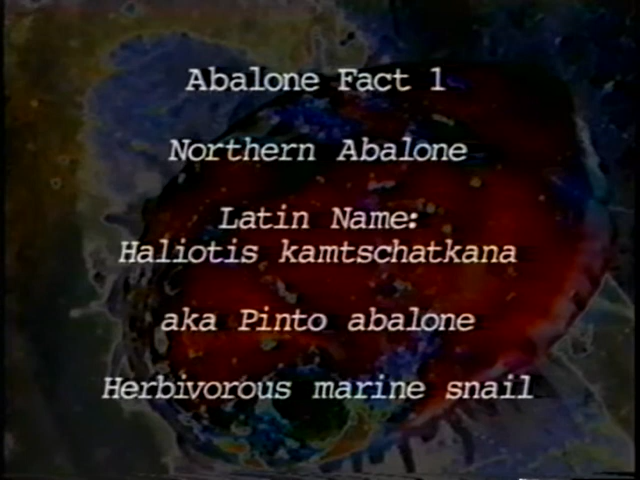 Abalone Fact 1
Northern Abalone
Latin Name:
Haliotis kamtschatkana
aka Pinto abalone
Herbivorous marine snail